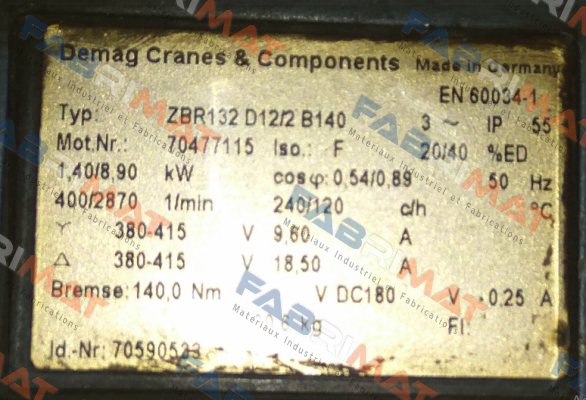 Demag Cranes & Components Made in Germany
EN 60034-1
Typ: ZBR132 D12/2 B140 3 ~ IP 55
Mot.Nr.: 70477115 Iso.: F 20/40 %ED
1,40/8,90 kW cos φ: 0,54/0,89 50 Hz
400/2870 1/min 240/120 c/h °C
Y 380-415 V 9,60 A
Δ 380-415 V 18,50 A
Bremse: 140,0 Nm V DC180 V 0.25 A
kg FI:
Id.-Nr: 70590523
FABRIMAT
Matériaux Industriel et Fabrications